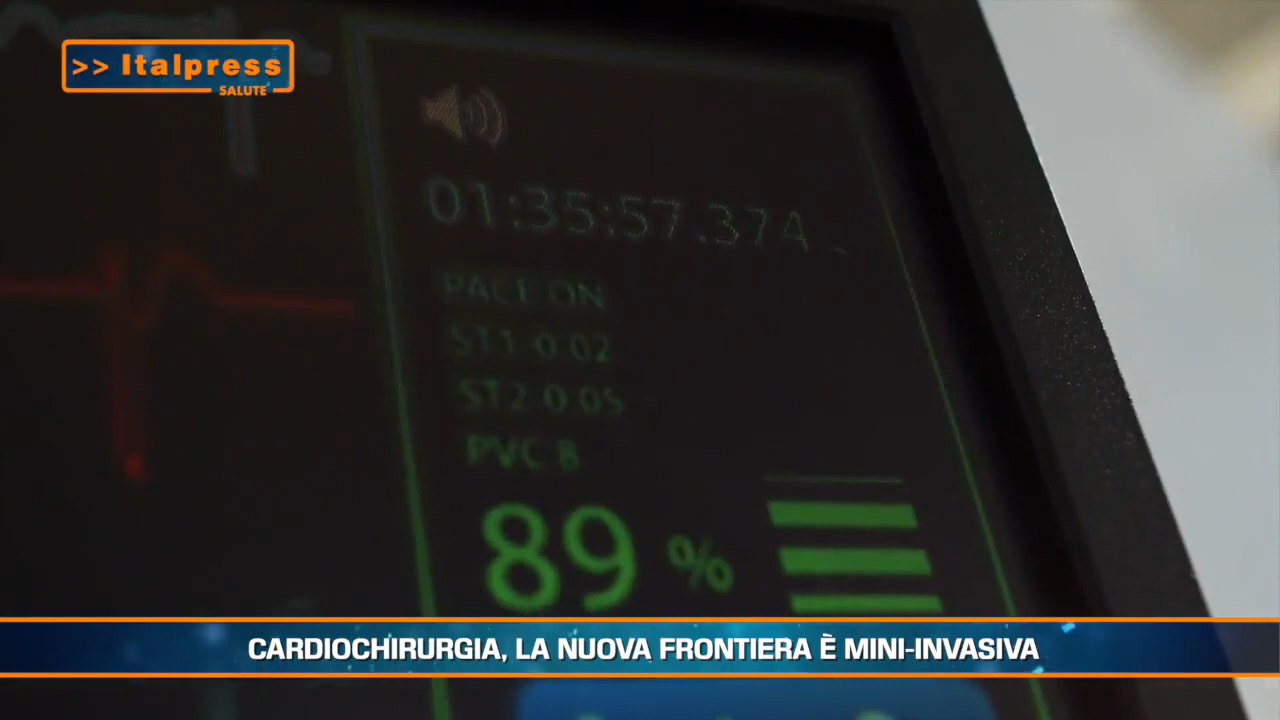 >> Italpress
SALUTE
01:35:57.374
PACE ON
ST1 0.02
ST2 0.05
PVC 8
89 %
CARDIOCHIRURGIA, LA NUOVA FRONTIERA È MINI-INVASIVA